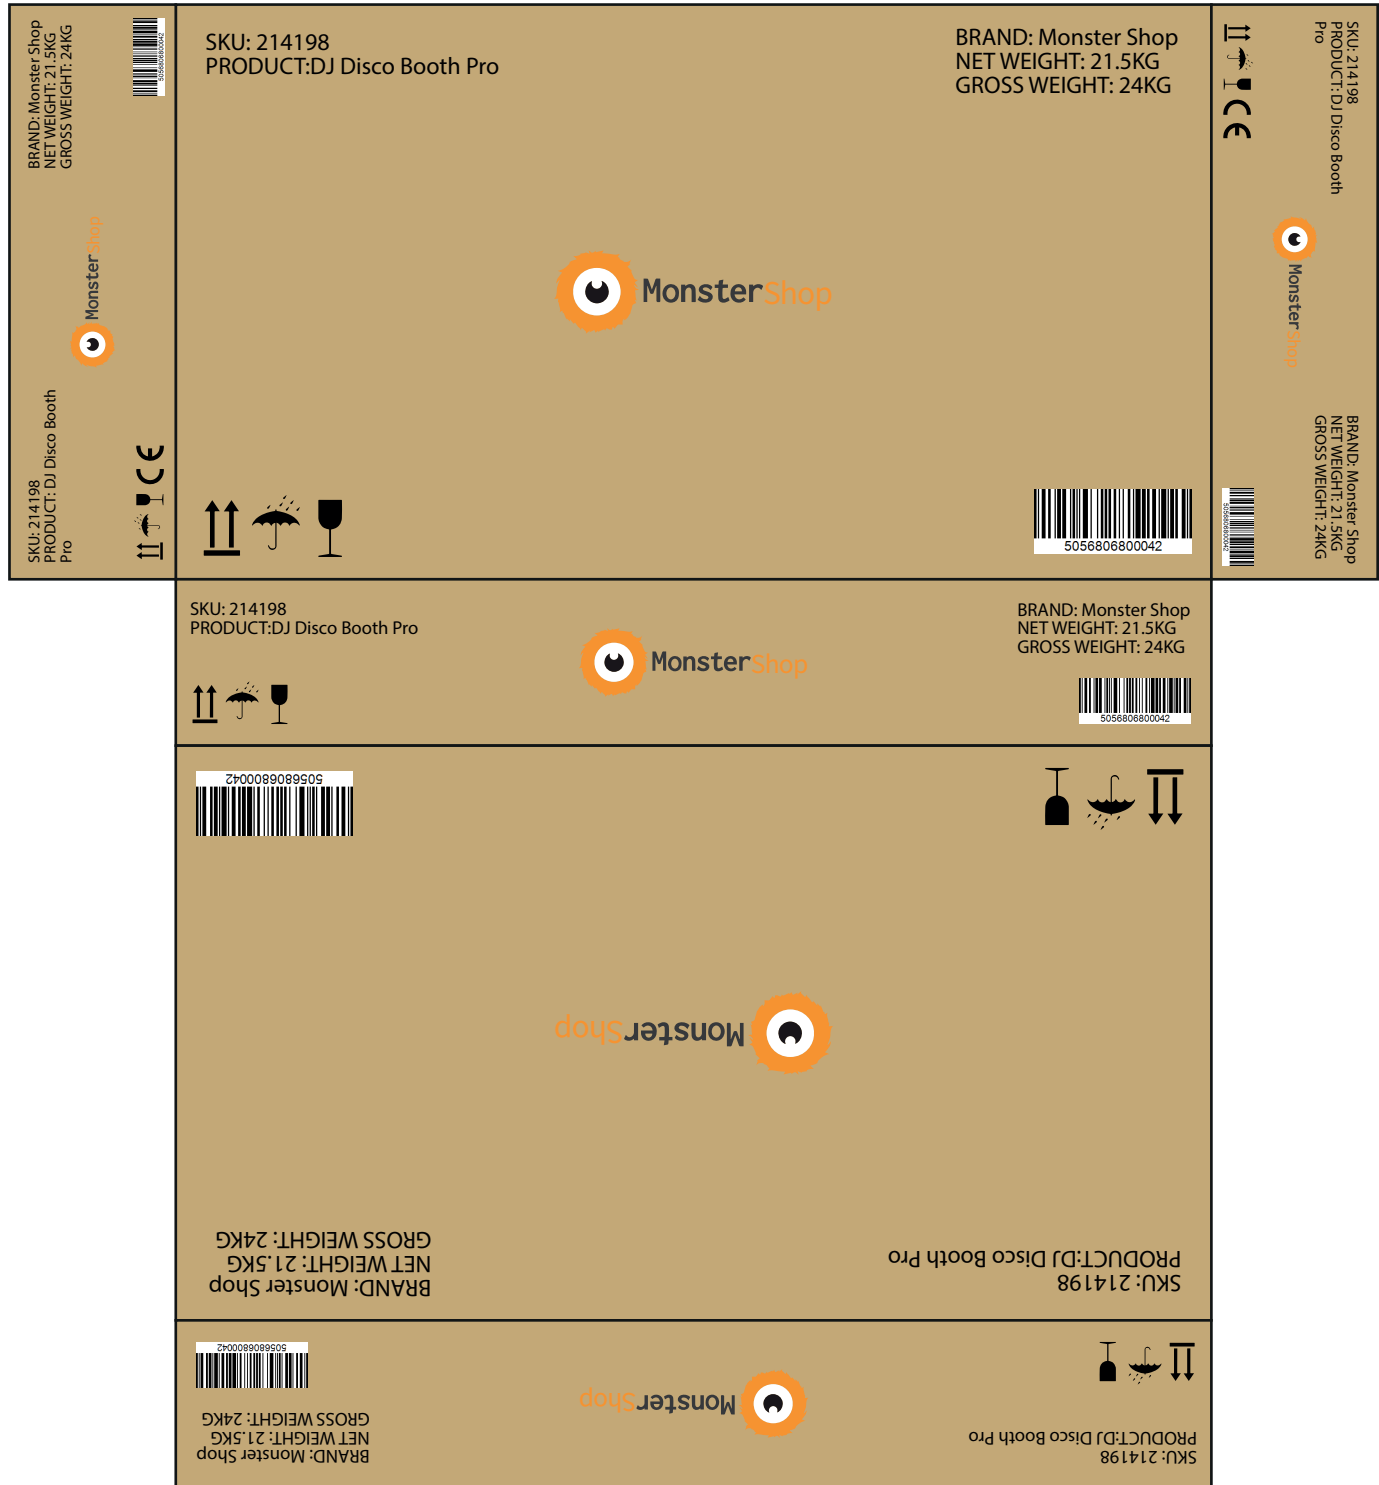 BRAND: Monster Shop
NET WEIGHT: 21.5KG
GROSS WEIGHT: 24KG
5056806800042
MonsterShop
SKU: 214198
PRODUCT: DJ Disco Booth
Pro
CE
SKU: 214198
PRODUCT:DJ Disco Booth Pro
BRAND: Monster Shop
NET WEIGHT: 21.5KG
GROSS WEIGHT: 24KG
MonsterShop
5056806800042
SKU: 214198
PRODUCT: DJ Disco Booth
Pro
CE
MonsterShop
BRAND: Monster Shop
NET WEIGHT: 21.5KG
GROSS WEIGHT: 24KG
5056806800042
SKU: 214198
PRODUCT:DJ Disco Booth Pro
MonsterShop
BRAND: Monster Shop
NET WEIGHT: 21.5KG
GROSS WEIGHT: 24KG
5056806800042
SKU: 214198
PRODUCT:DJ Disco Booth Pro
BRAND: Monster Shop
NET WEIGHT: 21.5KG
GROSS WEIGHT: 24KG
MonsterShop
5056806800042
SKU: 214198
PRODUCT:DJ Disco Booth Pro
BRAND: Monster Shop
NET WEIGHT: 21.5KG
GROSS WEIGHT: 24KG
MonsterShop
5056806800042